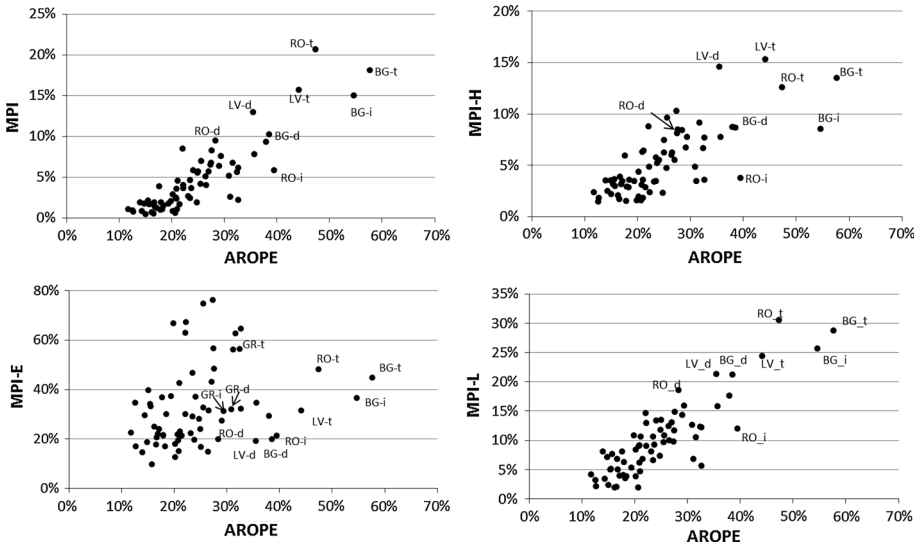 25%
20%
15%
10%
5%
0%
MPI
RO-t
BG-t
BG-i
LV-t
LV-d
RO-d
BG-d
RO-i
0% 10% 20% 30% 40% 50% 60% 70%
AROPE
20%
15%
10%
5%
0%
MPI-H
LV-d
LV-t
RO-t
BG-t
RO-d
BG-d
BG-i
RO-i
0% 10% 20% 30% 40% 50% 60% 70%
AROPE
80%
60%
40%
20%
0%
MPI-E
GR-t
RO-t
BG-t
GR-i
GR-d
BG-i
LV-t
RO-d
RO-i
LV-d
BG-d
0% 10% 20% 30% 40% 50% 60% 70%
AROPE
35%
30%
25%
20%
15%
10%
5%
0%
MPI-L
RO_t
BG_t
BG_i
LV_d
BG_d
LV_t
RO_d
RO_i
0% 10% 20% 30% 40% 50% 60% 70%
AROPE